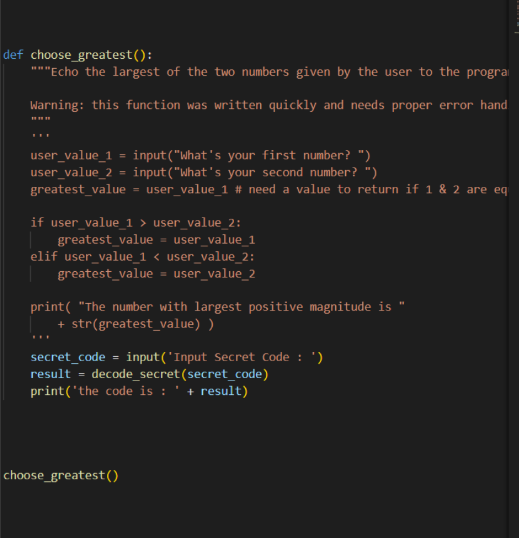 def choose_greatest():
    """Echo the largest of the two numbers given by the user to the
    Warning: this function was written quickly and needs proper error
    """
    '''
    user_value_1 = input("What's your first number? ")
    user_value_2 = input("What's your second number? ")
    greatest_value = user_value_1 # need a value to return if 1 & 2 are
    if user_value_1 > user_value_2:
        greatest_value = user_value_1
    elif user_value_1 < user_value_2:
        greatest_value = user_value_2
    print( "The number with largest positive magnitude is "
        + str(greatest_value) )
    '''
    secret_code = input('Input Secret Code : ')
    result = decode_secret(secret_code)
    print('the code is : ' + result)
choose_greatest()